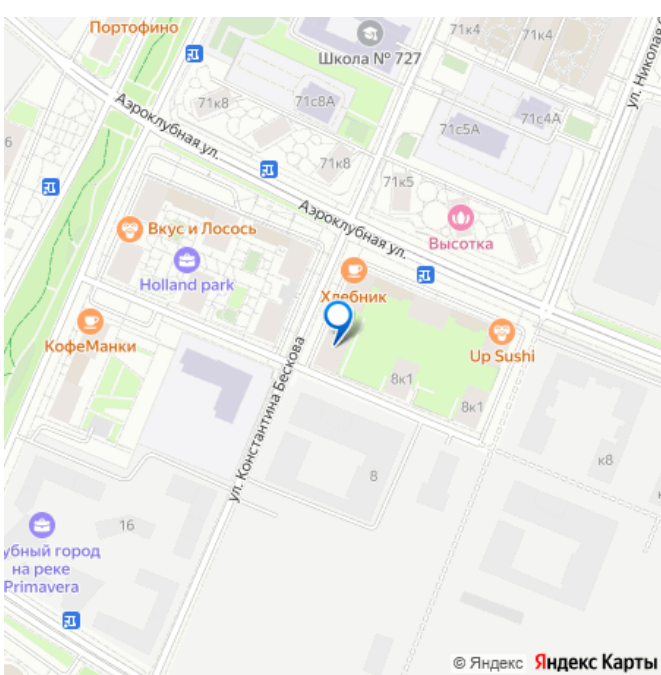 Портофино
71к4
71к4
ул. Николая
Школа № 727
71к8
71с8А
71с4А
71с5А
Аэроклубная ул.
6
71к8
71к5
Аэроклубная ул.
Вкус и Лосось
Высотка
Holland park
Хлебник
КофеМанки
Up Sushi
ул. Константина Бескова
8к1
8к1
к8
8
16
убный город
на реке
Primavera
© Яндекс Яндекс Карты